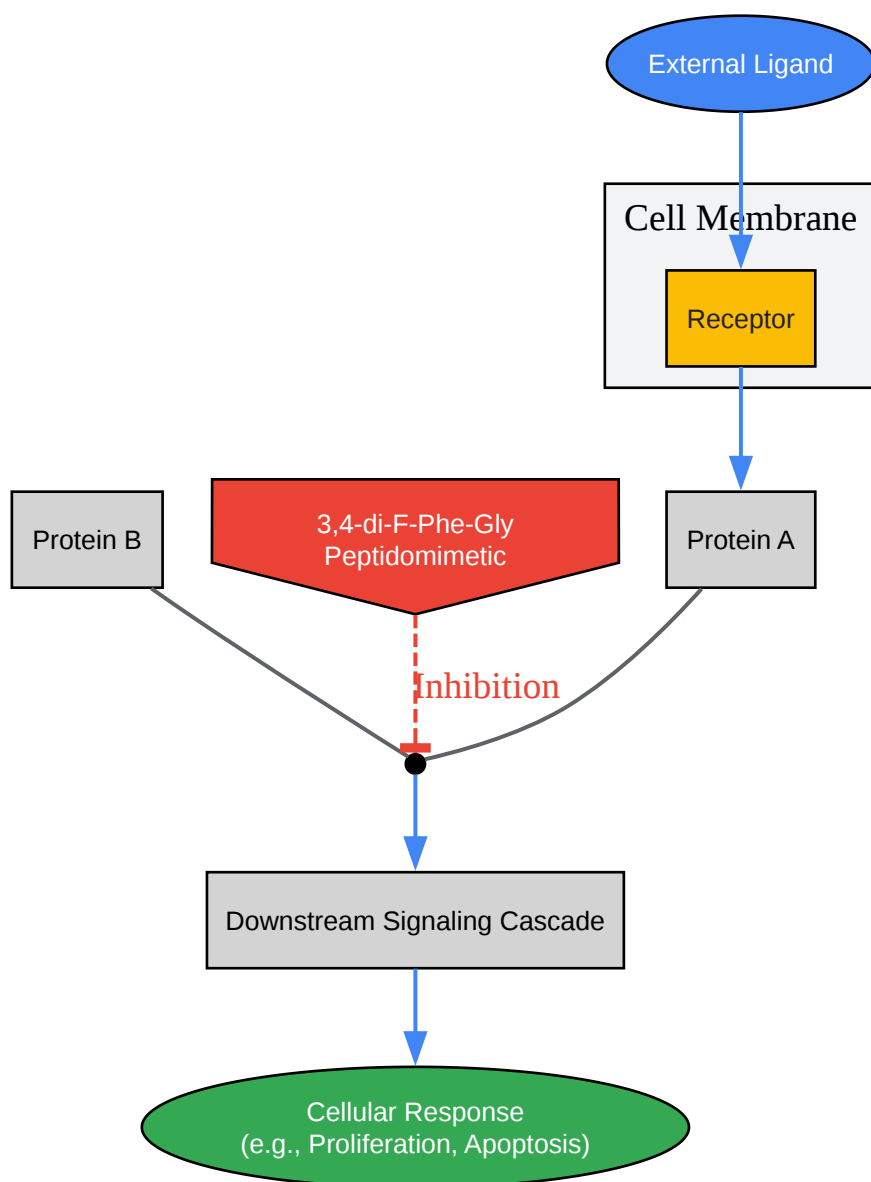 External Ligand
Cell Membrane
Receptor
Protein B
3,4-di-F-Phe-Gly
Peptidomimetic
Protein A
Inhibition
Downstream Signaling Cascade
Cellular Response
(e.g., Proliferation, Apoptosis)